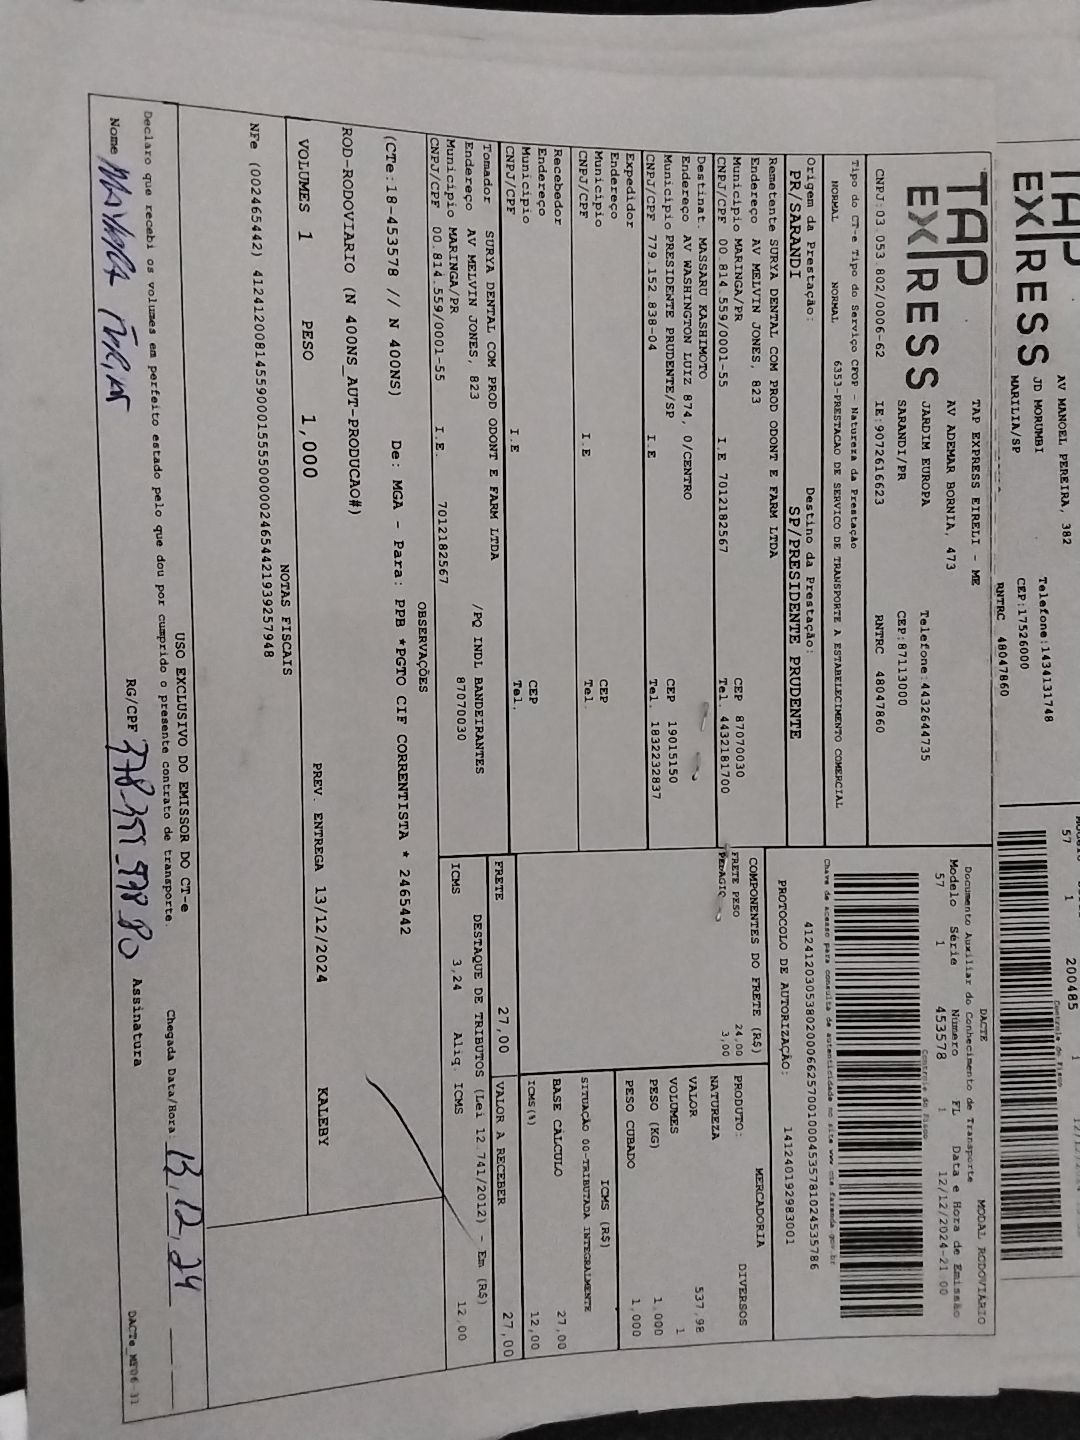 TAP
EXPRESS
AV MANOEL PEREIRA, 382
JD MORUMBI
MARILIA/SP
Telefone:1434131748
CEP:17526000
RNTRC 48047860
57 1 200485 1
Controle do Fisco
TAP
EXPRESS
TAP EXPRESS EIRELI - ME
AV ADEMAR BORNIA, 473
JARDIM EUROPA
SARANDI/PR
Telefone:4432644735
CEP:87113000
CNPJ:03.053.802/0006-62 IE:9072616623 RNTRC 48047860
DACTE MODAL RODOVIÁRIO
Documento Auxiliar do Conhecimento de Transporte
Modelo Série Número FL Data e Hora de Emissão
57 1 453578 1 12/12/2024-21:00
Controle do Fisco
Chave de acesso para consulta de autenticidade no site www.cte.fazenda.gov.br
41241203053802000662570010004535781024535786
PROTOCOLO DE AUTORIZAÇÃO: 141240192983001
Tipo do CT-e Tipo do Serviço CFOP - Natureza da Prestação
NORMAL NORMAL 6353-PRESTACAO DE SERVICO DE TRANSPORTE A ESTABELECIMENTO COMERCIAL
Origem da Prestação: Destino da Prestação:
PR/SARANDI SP/PRESIDENTE PRUDENTE
Remetente SURYA DENTAL COM PROD ODONT E FARM LTDA
Endereço AV MELVIN JONES, 823
Município MARINGA/PR CEP 87070030
CNPJ/CPF 00.814.559/0001-55 I.E 7012182567 Tel. 4432181700
Destinat. MASSARU KASHIMOTO
Endereço AV WASHINGTON LUIZ 874, 0/CENTRO
Município PRESIDENTE PRUDENTE/SP CEP 19015150
CNPJ/CPF 779.152.838-04 I.E Tel. 1832232837
Expedidor
Endereço
Município CEP
CNPJ/CPF I.E Tel.
Recebedor
Endereço
Município CEP
CNPJ/CPF I.E Tel.
Tomador SURYA DENTAL COM PROD ODONT E FARM LTDA
Endereço AV MELVIN JONES, 823 /PQ INDL BANDEIRANTES
Município MARINGA/PR 87070030
CNPJ/CPF 00.814.559/0001-55 I.E. 7012182567
COMPONENTES DO FRETE (R$)
FRETE PESO 24,00
PEDAGIO 3,00
FRETE 27,00
MERCADORIA
PRODUTO: DIVERSOS
NATUREZA
VALOR 537,98
VOLUMES 1
PESO (KG) 1,000
PESO CUBADO 1,000
ICMS (R$)
SITUAÇÃO 00-TRIBUTADA INTEGRALMENTE
BASE CÁLCULO 27,00
ICMS(%) 12,00
VALOR A RECEBER 27,00
DESTAQUE DE TRIBUTOS (Lei 12.741/2012) - Em (R$)
ICMS 3,24 Aliq. ICMS 12,00
OBSERVAÇÕES
(CTe:18-453578 // N 400NS) De: MGA - Para: PPB *PGTO CIF CORRENTISTA * 2465442
ROD-RODOVIARIO (N 400NS_AUT-PRODUCAO#)
VOLUMES 1 PESO 1,000 PREV. ENTREGA 13/12/2024 KALEBY
NOTAS FISCAIS
NFe (002465442) 41241200814559000155550000024654421939257948
USO EXCLUSIVO DO EMISSOR DO CT-e
Declaro que recebi os volumes em perfeito estado pelo que dou por cumprido o presente contrato de transporte. Chegada Data/Hora: 13,12,24
Nome RG/CPF 378.355.978.80 Assinatura
DACTe_MF06.31